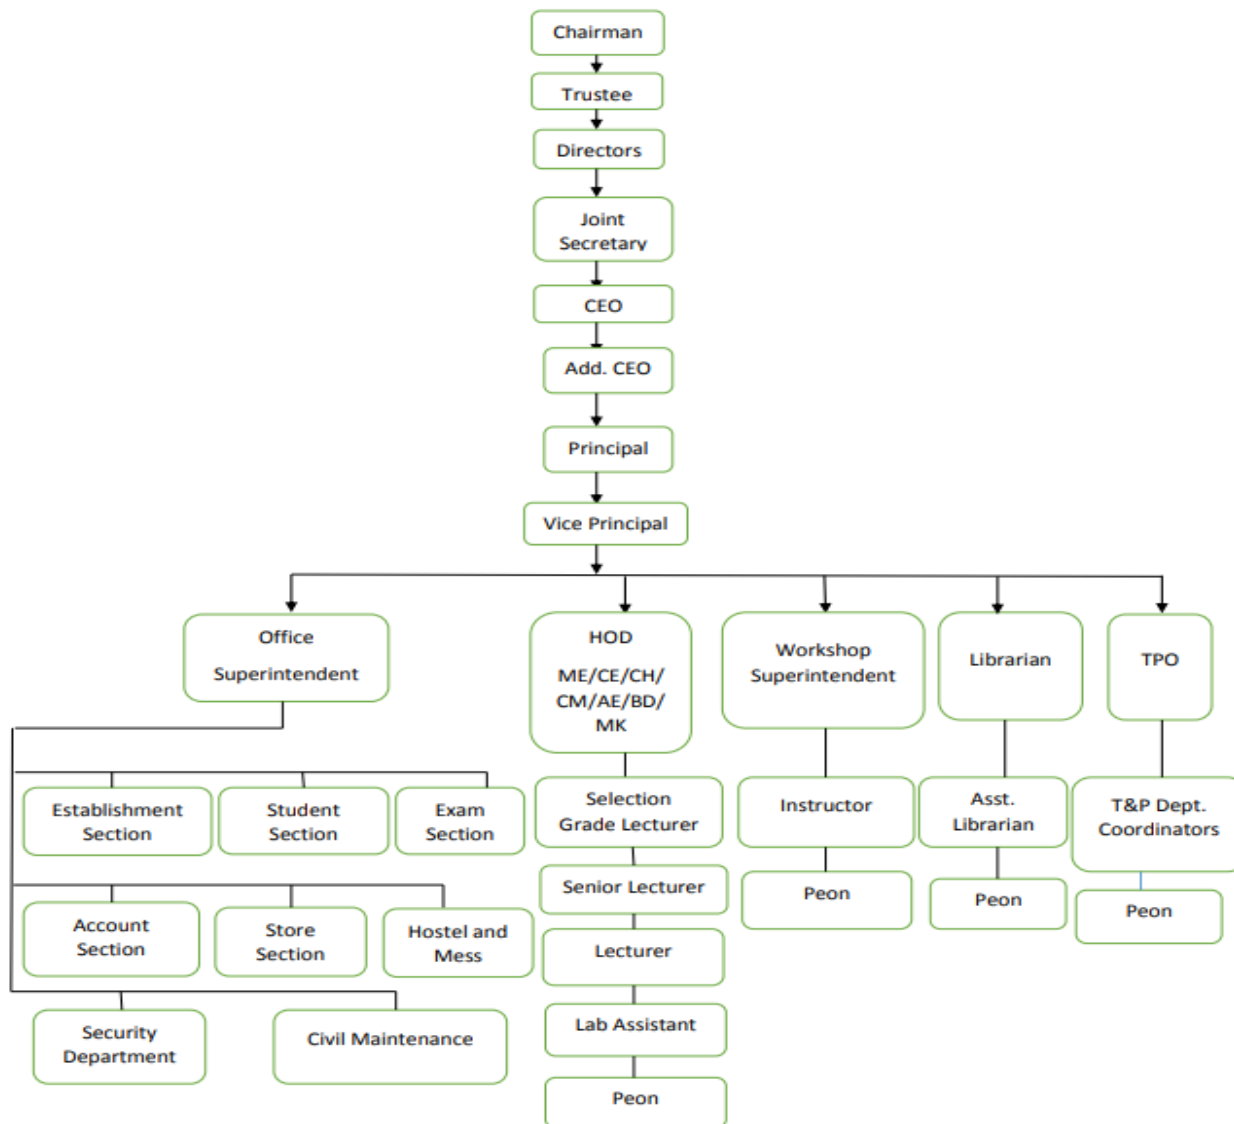 Chairman
Trustee
Directors
Joint
Secretary
CEO
Add. CEO
Principal
Vice Principal
Office
Superintendent
HOD
ME/CE/CH/
CM/AE/BD/
MK
Workshop
Superintendent
Librarian
TPO
Establishment
Section
Student
Section
Exam
Section
Selection
Grade Lecturer
Instructor
Asst.
Librarian
T&P Dept.
Coordinators
Senior Lecturer
Peon
Peon
Peon
Account
Section
Store
Section
Hostel and
Mess
Lecturer
Security
Department
Civil Maintenance
Lab Assistant
Peon